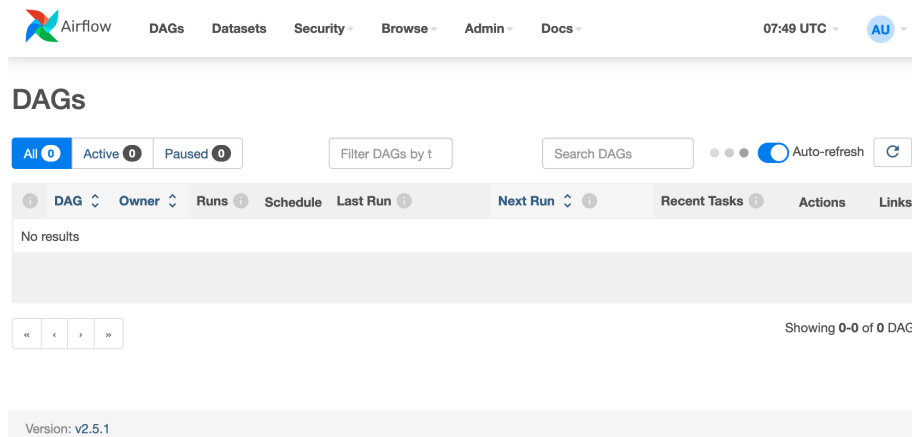 Airflow DAGs Datasets Security Browse Admin Docs 07:49 UTC AU
DAGs
All 0 Active 0 Paused 0 Filter DAGs by t Search DAGs Auto-refresh
i DAG Owner Runs i Schedule Last Run i Next Run i Recent Tasks i Actions Links
No results
« ‹ › » Showing 0-0 of 0 DAG
Version: v2.5.1